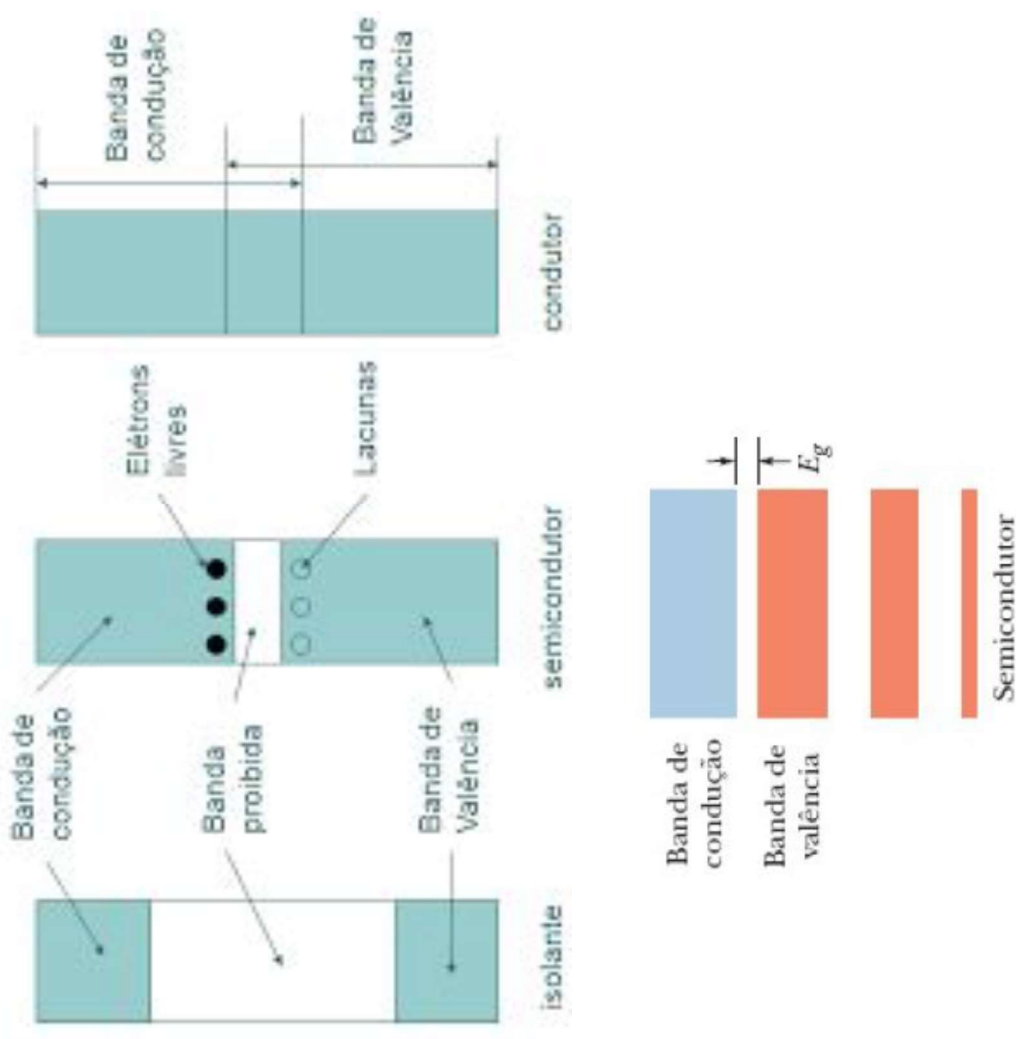 Banda de
condução
Banda
proibida
Banda de
Valência
Elétrons
livres
Lacunas
Banda de
condução
Banda de
Valência
isolante
semicondutor
condutor
Banda de
condução
Banda de
valência
E_g
Semicondutor